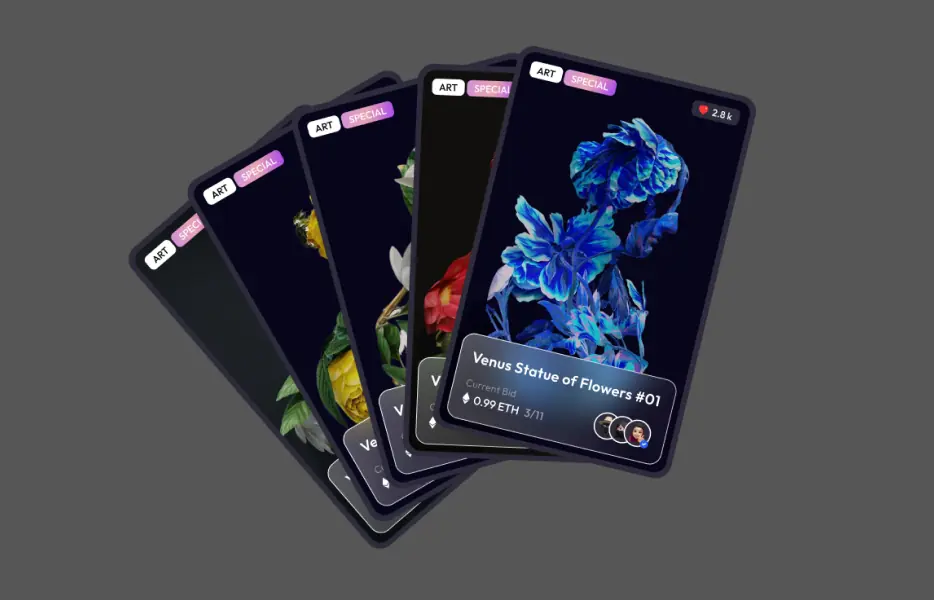 ART SPECIAL
ART SPECIAL
ART SPECIAL
ART
ART SPECIAL
2.8 k
Venus Statue of Flowers #01
Current Bid
0.99 ETH 3/11